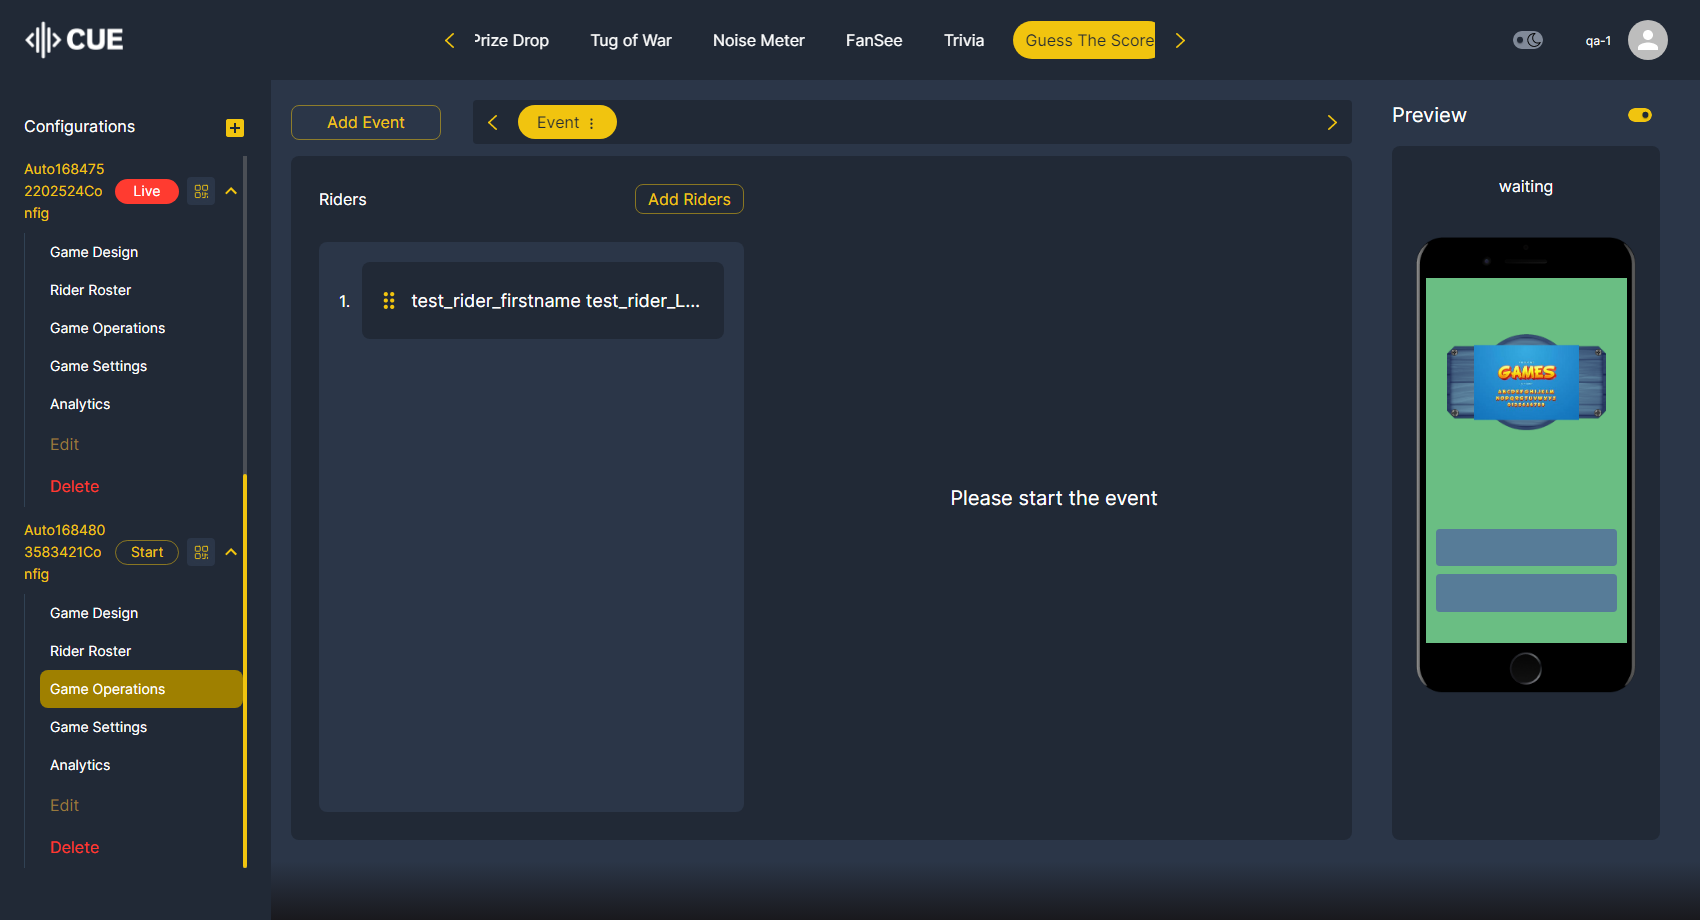 CUE
Prize Drop
Tug of War
Noise Meter
FanSee
Trivia
Guess The Score
qa-1
Configurations
Auto168475
2202524Co
nfig
Live
Game Design
Rider Roster
Game Operations
Game Settings
Analytics
Edit
Delete
Auto168480
3583421Co
nfig
Start
Game Design
Rider Roster
Game Operations
Game Settings
Analytics
Edit
Delete
Add Event
Event
Riders
Add Riders
1.
test_rider_firstname test_rider_L...
Please start the event
Preview
waiting
GAMES